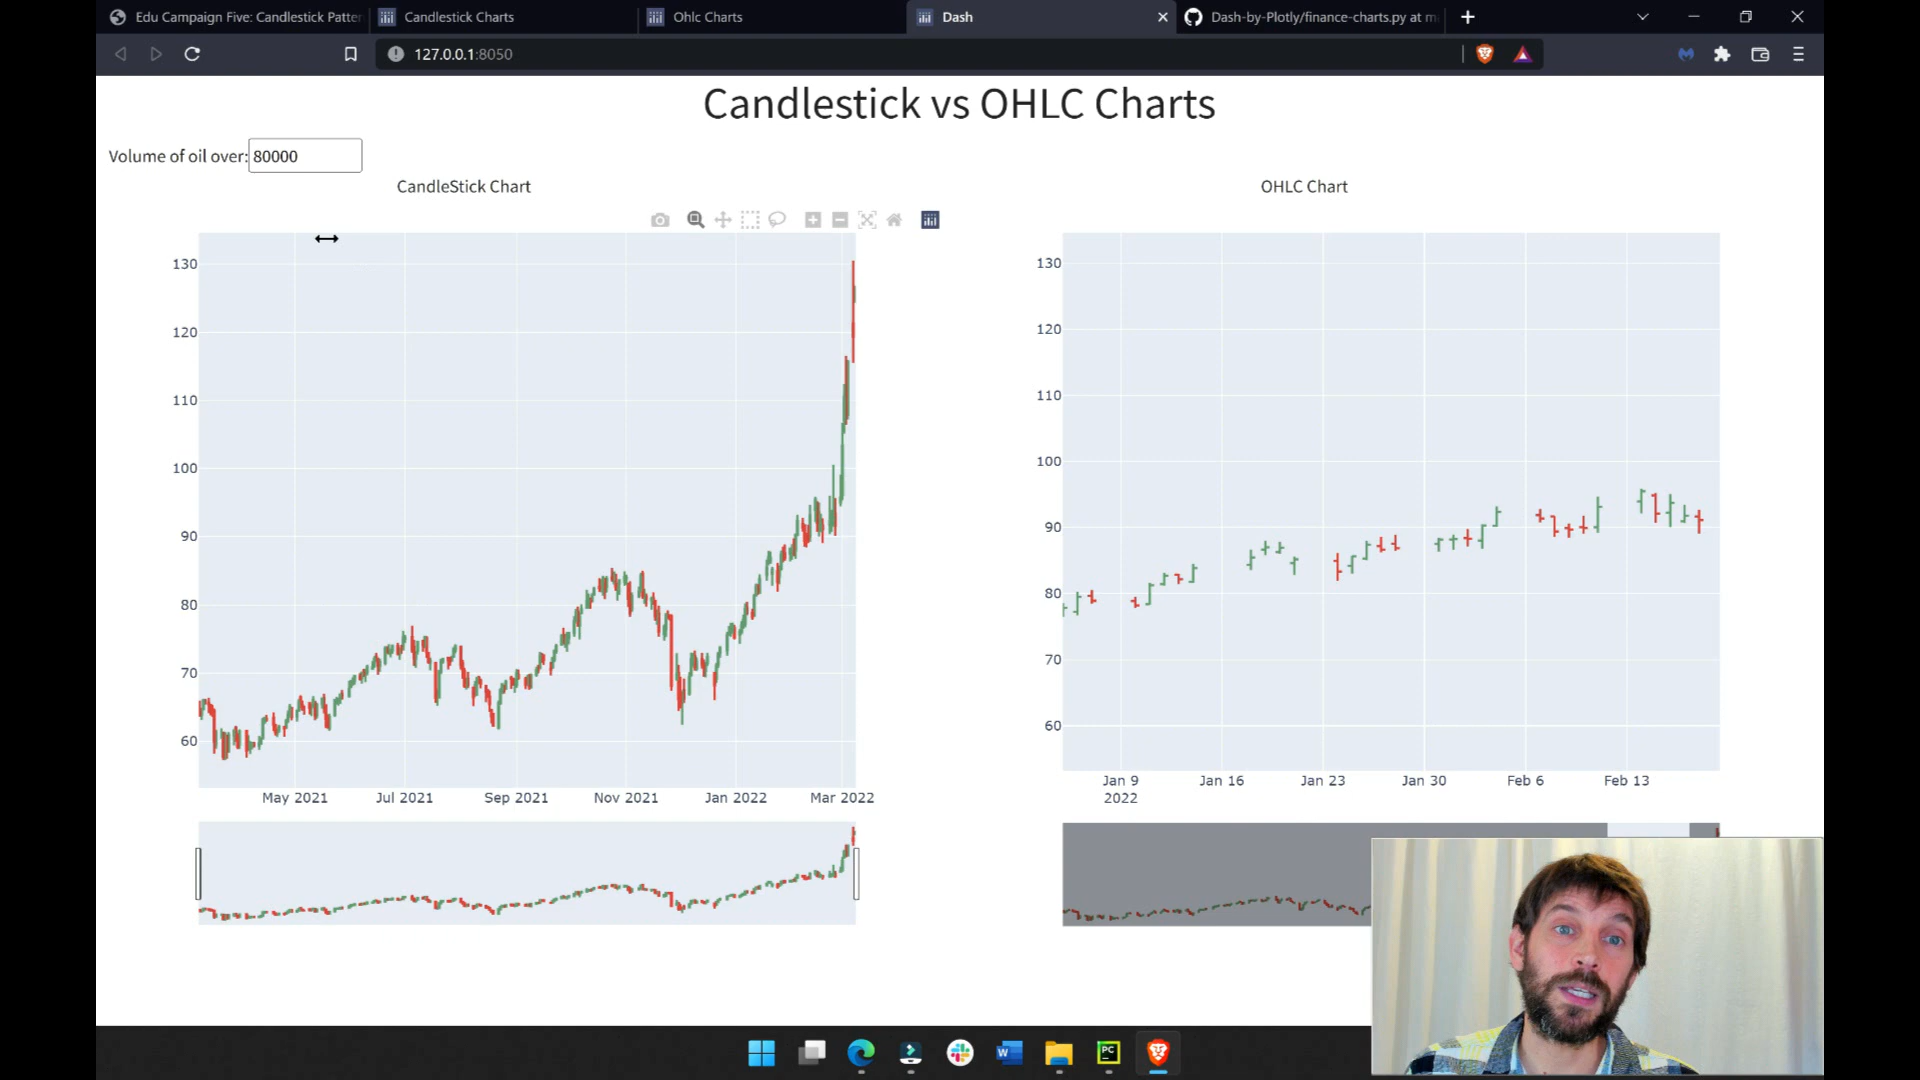 Edu Campaign Five: Candlestick Patter
Candlestick Charts
Ohlc Charts
Dash
Dash-by-Plotly/finance-charts.py at m
127.0.0.1:8050
Candlestick vs OHLC Charts
Volume of oil over: 80000
CandleStick Chart
OHLC Chart
130
120
110
100
90
80
70
60
May 2021
Jul 2021
Sep 2021
Nov 2021
Jan 2022
Mar 2022
130
120
110
100
90
80
70
60
Jan 9
2022
Jan 16
Jan 23
Jan 30
Feb 6
Feb 13
W
PC